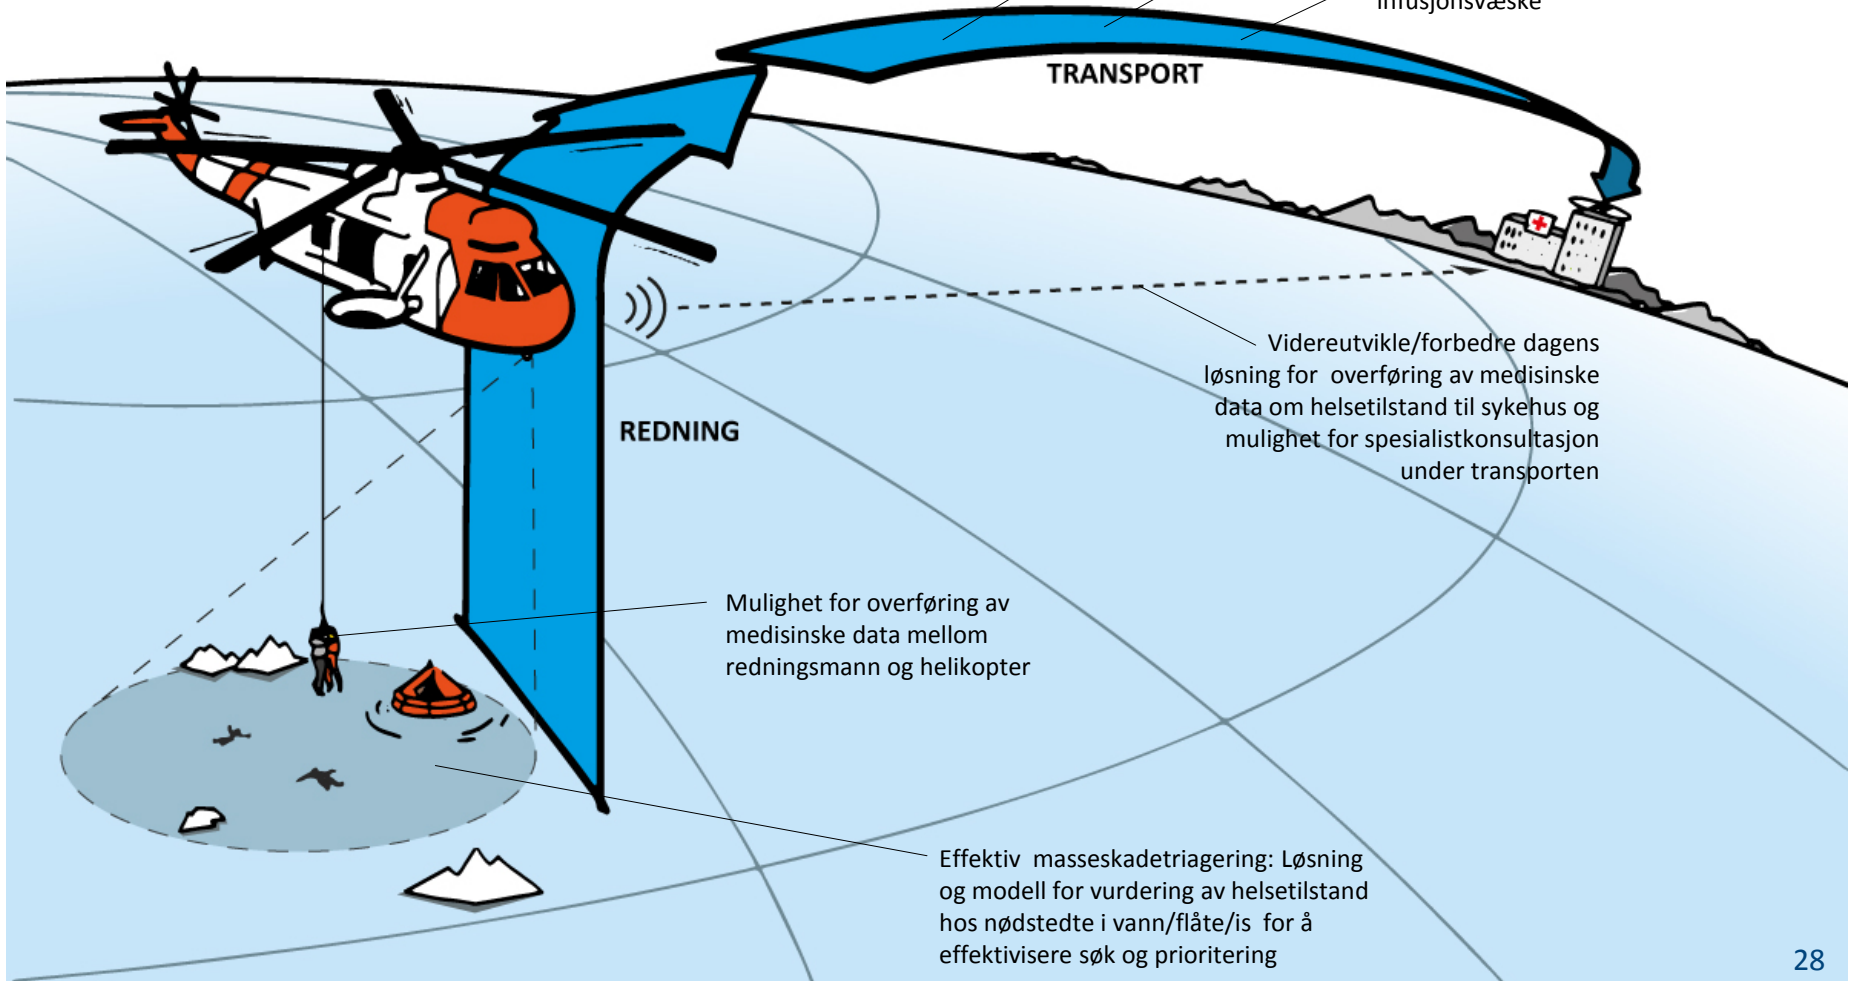 infusjonsvæske
TRANSPORT
Videreutvikle/forbedre dagens
løsning for overføring av medisinske
data om helsetilstand til sykehus og
mulighet for spesialistkonsultasjon
under transporten
REDNING
Mulighet for overføring av
medisinske data mellom
redningsmann og helikopter
Effektiv masseskadetriagering: Løsning
og modell for vurdering av helsetilstand
hos nødstedte i vann/flåte/is for å
effektivisere søk og prioritering
28